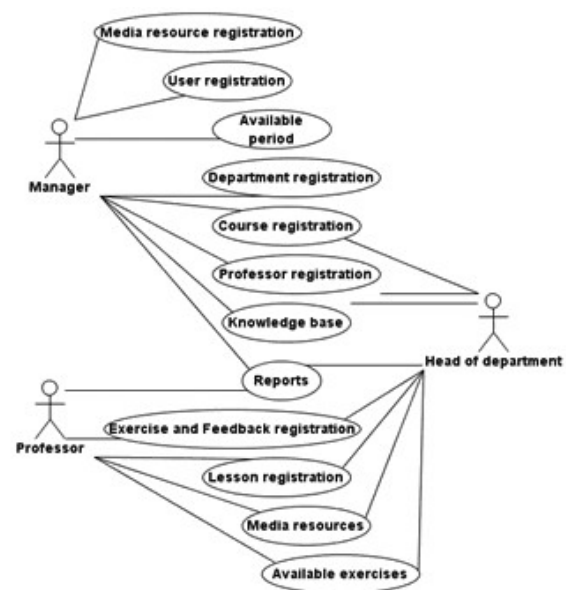 Media resource registration
User registration
Available
period
Manager
Department registration
Course registration
Professor registration
Knowledge base
Head of department
Reports
Professor
Exercise and Feedback registration
Lesson registration
Media resources
Available exercises